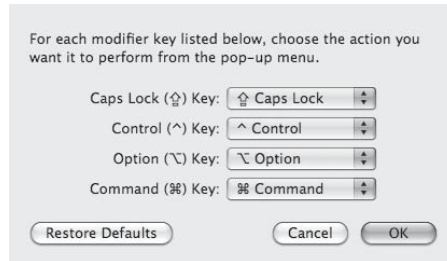 For each modifier key listed below, choose the action you
want it to perform from the pop-up menu.
Caps Lock (⇪) Key: ⇪ Caps Lock
Control (^) Key: ^ Control
Option (⌥) Key: ⌥ Option
Command (⌘) Key: ⌘ Command
Restore Defaults Cancel OK